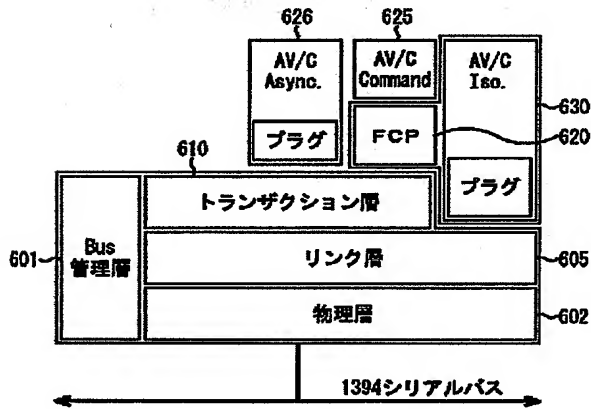 626
625
AV/C
Async.
プラグ
AV/C
Command
FCP
AV/C
Iso.
プラグ
630
620
610
トランザクション層
601
Bus
管理層
リンク層
605
物理層
602
1394シリアルバス